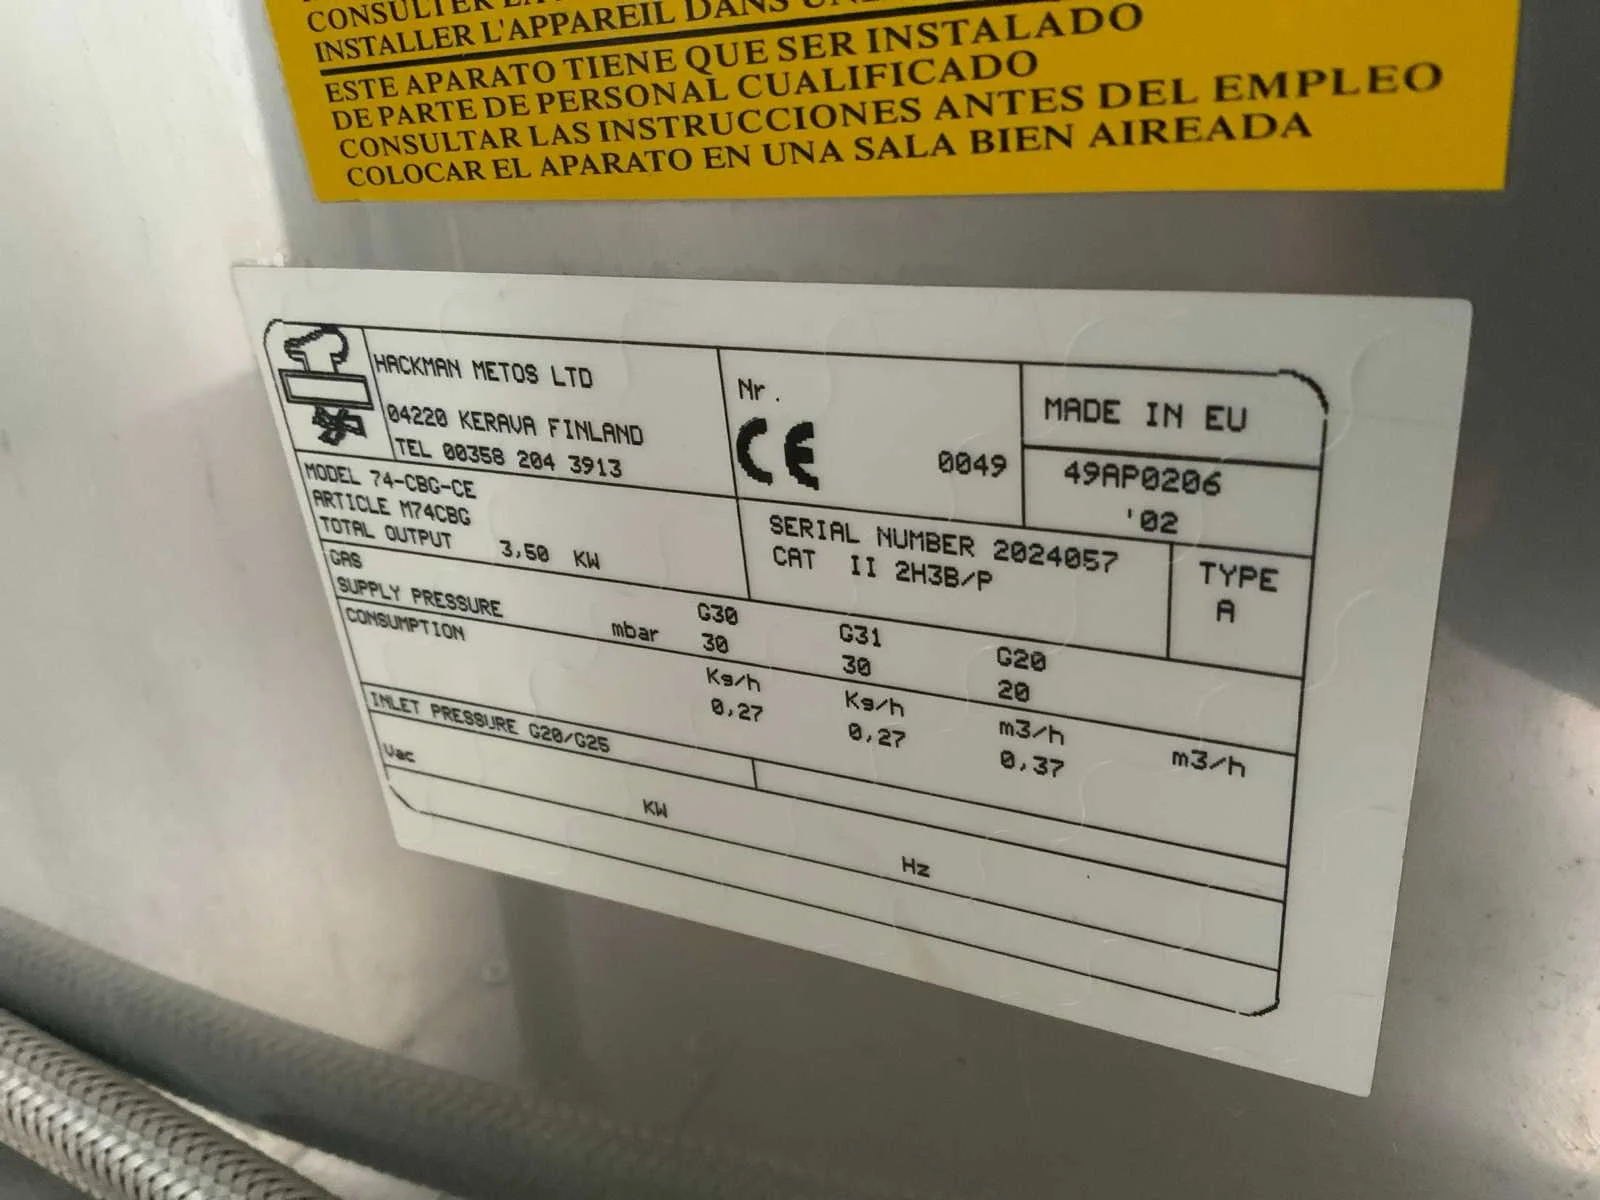 CONSULTER
INSTALLER L'APPAREIL DANS
ESTE APARATO TIENE QUE SER INSTALADO
DE PARTE DE PERSONAL CUALIFICADO
CONSULTAR LAS INSTRUCCIONES ANTES DEL EMPLEO
COLOCAR EL APARATO EN UNA SALA BIEN AIREADA
HACKMAN METOS LTD
04220 KERAVA FINLAND
TEL 00358 204 3913
Nr.
CE 0049
MADE IN EU
49AP0206
'02
MODEL 74-CBG-CE
ARTICLE M74CBG
TOTAL OUTPUT 3,50 KW
SERIAL NUMBER 2024057
CAT II 2H3B/P
TYPE
A
GAS G30 G31 G20
SUPPLY PRESSURE mbar 30 30 20
CONSUMPTION Kg/h Kg/h m3/h m3/h
0,27 0,27 0,37
INLET PRESSURE G20/G25
Vac KW Hz